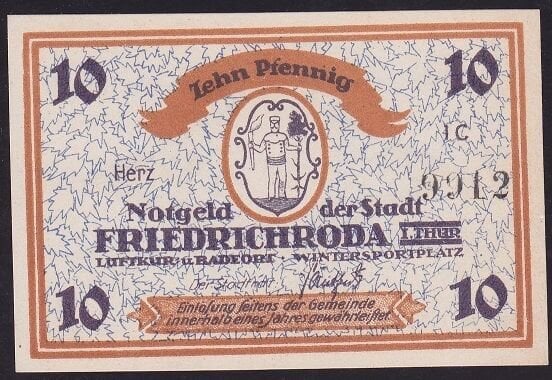 10 Zehn Pfennig 10
1C
Herz 9912
Notgeld der Stadt
FRIEDRICHRODA I.THÜR
LUFTKUR- U. BADEORT - WINTERSPORTPLATZ
Der Stadtrat
10 Einlösung seitens der Gemeinde 10
innerhalb eines Jahres gewährleistet